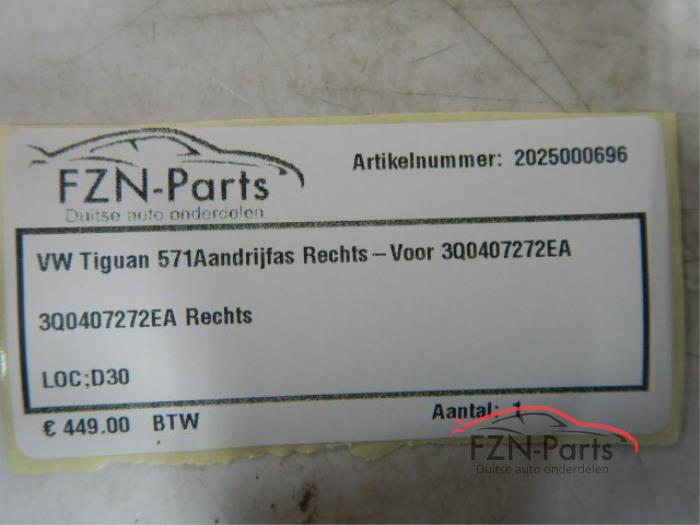 FZN-Parts
Duitse auto onderdelen
Artikelnummer: 2025000696
VW Tiguan 571Aandrijfas Rechts – Voor 3Q0407272EA
3Q0407272EA Rechts
LOC;D30
€ 449.00 BTW
Aantal: 1
FZN-Parts
Duitse auto onderdelen